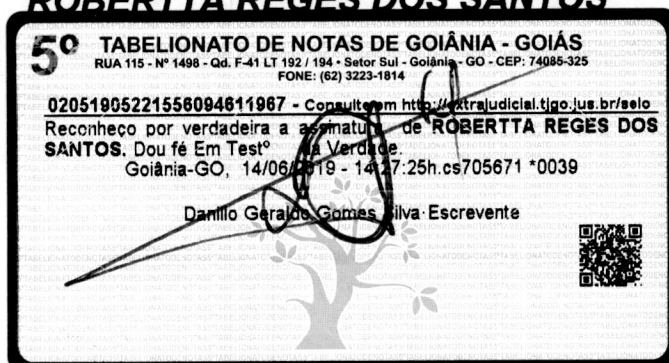 ROBERTTA REGES DOS SANTOS
5º TABELIONATO DE NOTAS DE GOIÂNIA - GOIÁS
RUA 115 - Nº 1498 - Qd. F-41 LT 192 / 194 - Setor Sul - Goiânia - GO - CEP: 74085-325
FONE: (62) 3223-1814
02051905221556094611967 - Consulte em http://extrajudicial.tjgo.jus.br/selo
Reconheço por verdadeira a assinatura de ROBERTTA REGES DOS
SANTOS. Dou fé Em Testº da Verdade.
Goiânia-GO, 14/06/2019 - 14:27:25h.cs705671 *0039
Danillo Geraldo Gomes Silva-Escrevente